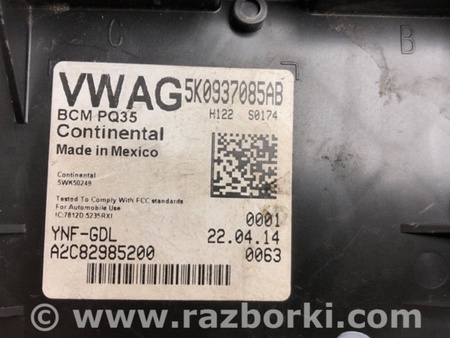 C
B
VWAG 5K0937085AB
BCM PQ35 H122 S0174
Continental
Made in Mexico
Continental
5WK50249
Tested To Comply With FCC standards
For Automobile Use
IC:7812D 5235RX1
0001
YNF-GDL 22.04.14
A2C82985200 0063
www.razborki.com